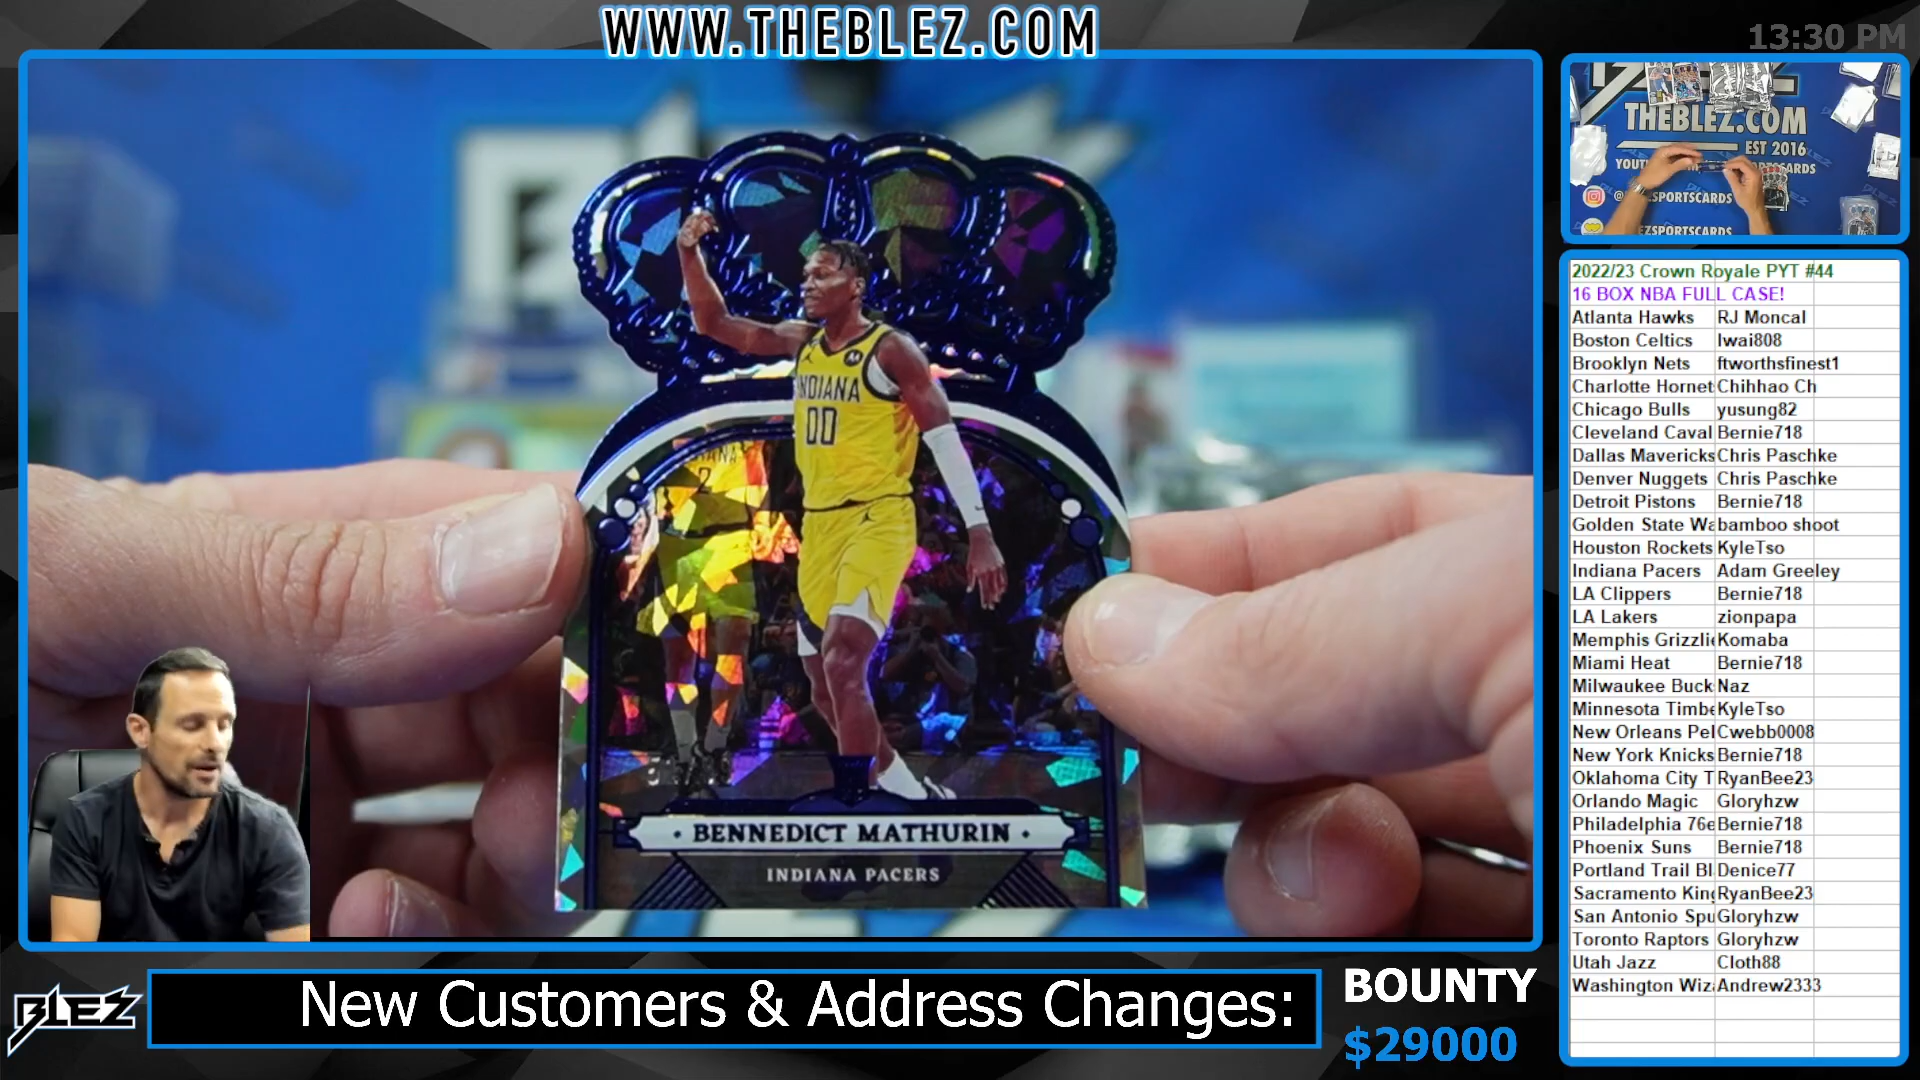 WWW.THEBLEZ.COM
13:30 PM
THEBLEZ.COM
EST 2016
INDIANA
00
2
BENNEDICT MATHURIN
INDIANA PACERS
2022/23 Crown Royale PYT #44
16 BOX NBA FULL CASE!
Atlanta Hawks RJ Moncal
Boston Celtics Iwai808
Brooklyn Nets ftworthsfinest1
Charlotte Hornet Chihhao Ch
Chicago Bulls yusung82
Cleveland Caval Bernie718
Dallas Mavericks Chris Paschke
Denver Nuggets Chris Paschke
Detroit Pistons Bernie718
Golden State Wa bamboo shoot
Houston Rockets KyleTso
Indiana Pacers Adam Greeley
LA Clippers Bernie718
LA Lakers zionpapa
Memphis Grizzlie Komaba
Miami Heat Bernie718
Milwaukee Buck Naz
Minnesota Timbe KyleTso
New Orleans Pel Cwebb0008
New York Knicks Bernie718
Oklahoma City T RyanBee23
Orlando Magic Gloryhzw
Philadelphia 76e Bernie718
Phoenix Suns Bernie718
Portland Trail Bl Denice77
Sacramento King RyanBee23
San Antonio Spu Gloryhzw
Toronto Raptors Gloryhzw
Utah Jazz Cloth88
Washington Wiz Andrew2333
BLEZ
New Customers & Address Changes:
BOUNTY
$29000